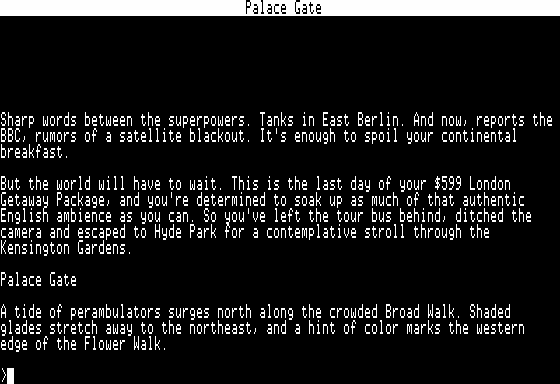 Palace Gate
Sharp words between the superpowers. Tanks in East Berlin. And now, reports the
BBC, rumors of a satellite blackout. It's enough to spoil your continental
breakfast.
But the world will have to wait. This is the last day of your $599 London
Getaway Package, and you're determined to soak up as much of that authentic
English ambience as you can. So you've left the tour bus behind, ditched the
camera and escaped to Hyde Park for a contemplative stroll through the
Kensington Gardens.
Palace Gate
A tide of perambulators surges north along the crowded Broad Walk. Shaded
glades stretch away to the northeast, and a hint of color marks the western
edge of the Flower Walk.
>